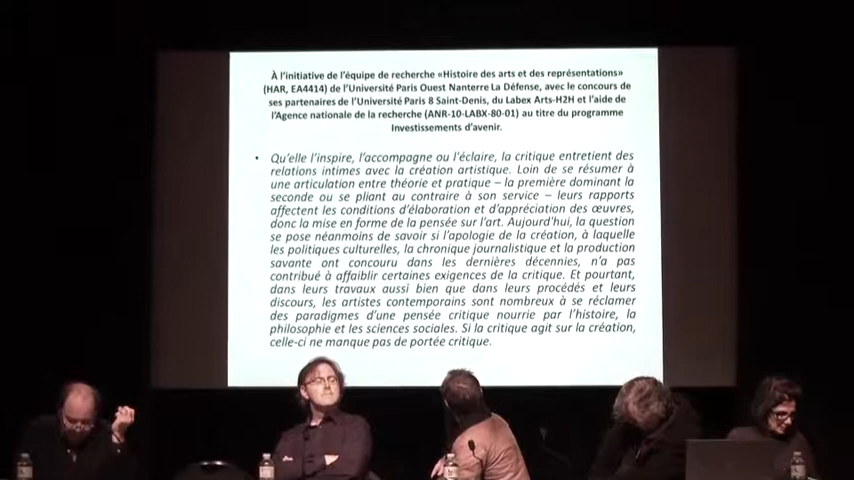 À l'initiative de l'équipe de recherche «Histoire des arts et des représentations»
(HAR, EA4414) de l'Université Paris Ouest Nanterre La Défense, avec le concours de
ses partenaires de l'Université Paris 8 Saint-Denis, du Labex Arts-H2H et l'aide de
l'Agence nationale de la recherche (ANR-10-LABX-80-01) au titre du programme
Investissements d'avenir.
• Qu'elle l'inspire, l'accompagne ou l'éclaire, la critique entretient des
relations intimes avec la création artistique. Loin de se résumer à
une articulation entre théorie et pratique – la première dominant la
seconde ou se pliant au contraire à son service – leurs rapports
affectent les conditions d'élaboration et d'appréciation des œuvres,
donc la mise en forme de la pensée sur l'art. Aujourd'hui, la question
se pose néanmoins de savoir si l'apologie de la création, à laquelle
les politiques culturelles, la chronique journalistique et la production
savante ont concouru dans les dernières décennies, n'a pas
contribué à affaiblir certaines exigences de la critique. Et pourtant,
dans leurs travaux aussi bien que dans leurs procédés et leurs
discours, les artistes contemporains sont nombreux à se réclamer
des paradigmes d'une pensée critique nourrie par l'histoire, la
philosophie et les sciences sociales. Si la critique agit sur la création,
celle-ci ne manque pas de portée critique.